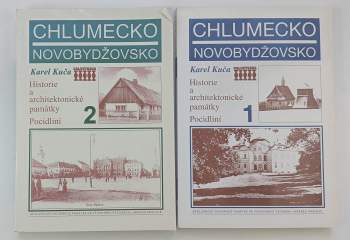 CHLUMECKO
NOVOBYDŽOVSKO
Karel Kuča
Historie
a
architektonické
památky
Pocidliní
2
CHLUMECKO
NOVOBYDŽOVSKO
Karel Kuča
Historie
a
architektonické
památky
Pocidliní
1